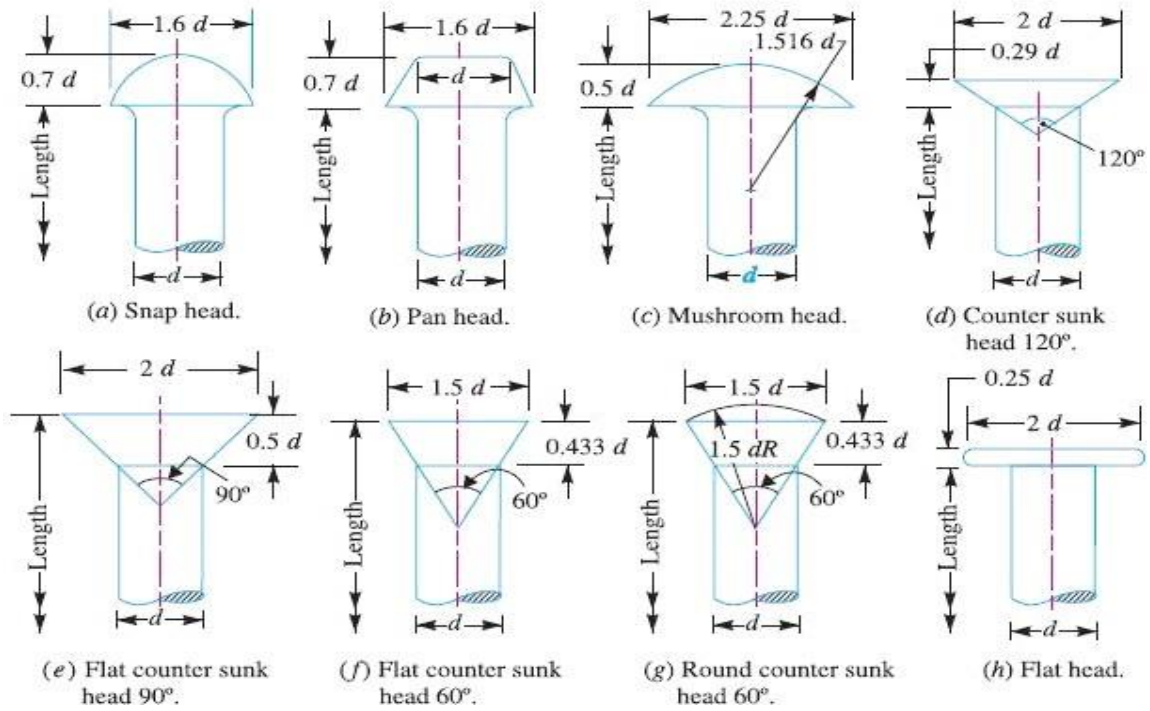 1.6 d
0.7 d
Length
d
(a) Snap head.
1.6 d
0.7 d
d
Length
d
(b) Pan head.
2.25 d
1.516 d
0.5 d
Length
d
(c) Mushroom head.
2 d
0.29 d
Length
120º
d
(d) Counter sunk
head 120º.
2 d
0.5 d
90º
Length
d
(e) Flat counter sunk
head 90º.
1.5 d
0.433 d
60º
Length
d
(f) Flat counter sunk
head 60º.
1.5 d
0.433 d
1.5 dR
60º
Length
d
(g) Round counter sunk
head 60º.
0.25 d
2 d
Length
d
(h) Flat head.